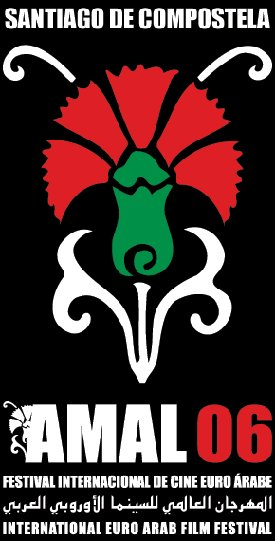 SANTIAGO DE COMPOSTELA
AMAL 06
FESTIVAL INTERNACIONAL DE CINE EURO ÁRABE
المهرجان العالمي للسينما الأوروبي العربي
INTERNATIONAL EURO ARAB FILM FESTIVAL